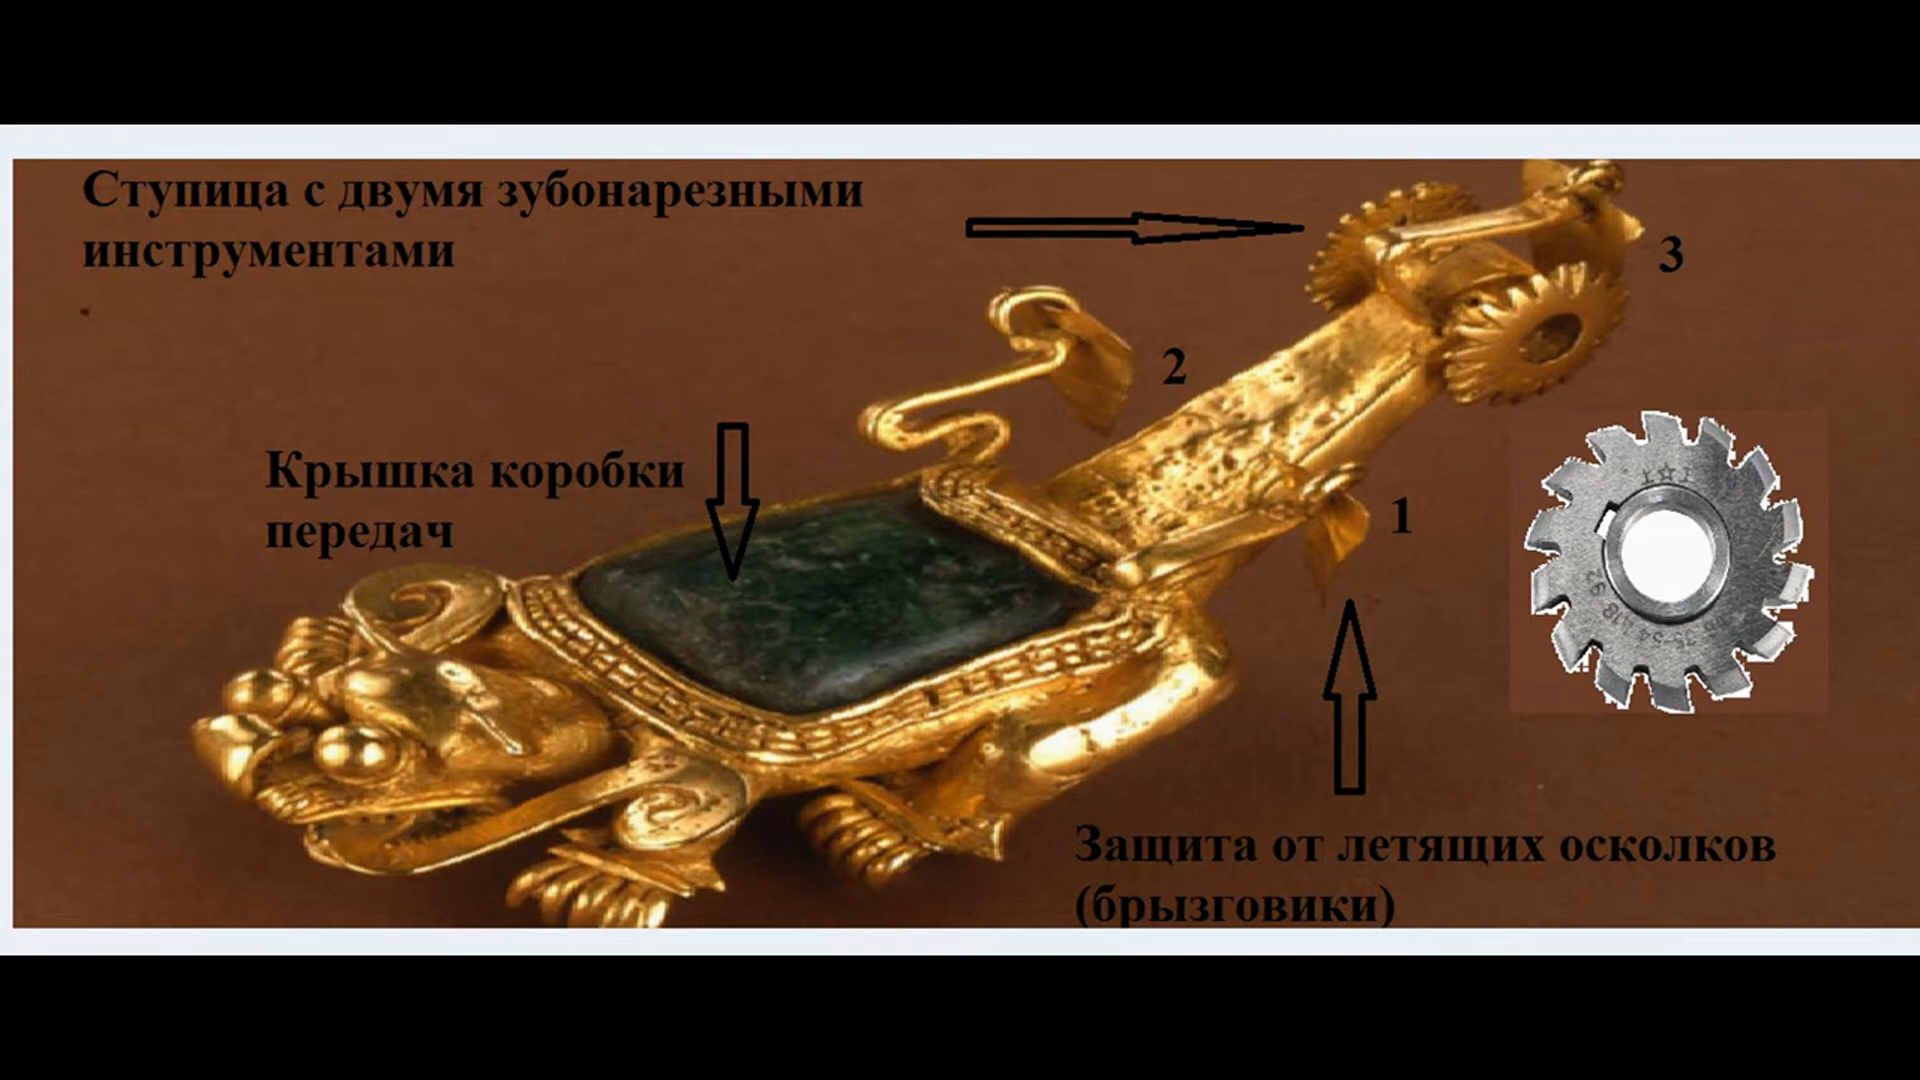 Ступица с двумя зубонарезными
инструментами
3
2
Крышка коробки
передач
1
Защита от летящих осколков
(брызговики)